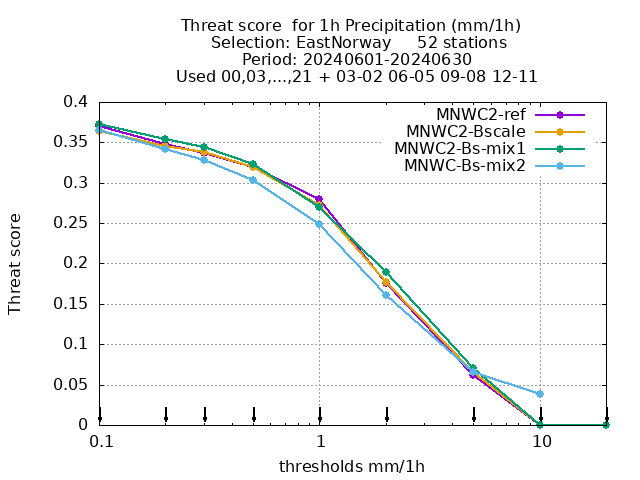 Threat score  for 1h Precipitation (mm/1h)
Selection: EastNorway     52 stations
Period: 20240601-20240630
Used 00,03,...,21 + 03-02 06-05 09-08 12-11
MNWC2-ref
MNWC2-Bscale
MNWC2-Bs-mix1
MNWC-Bs-mix2
0.4
0.35
0.3
0.25
0.2
0.15
0.1
0.05
0
Threat score
0.1 1 10
thresholds mm/1h